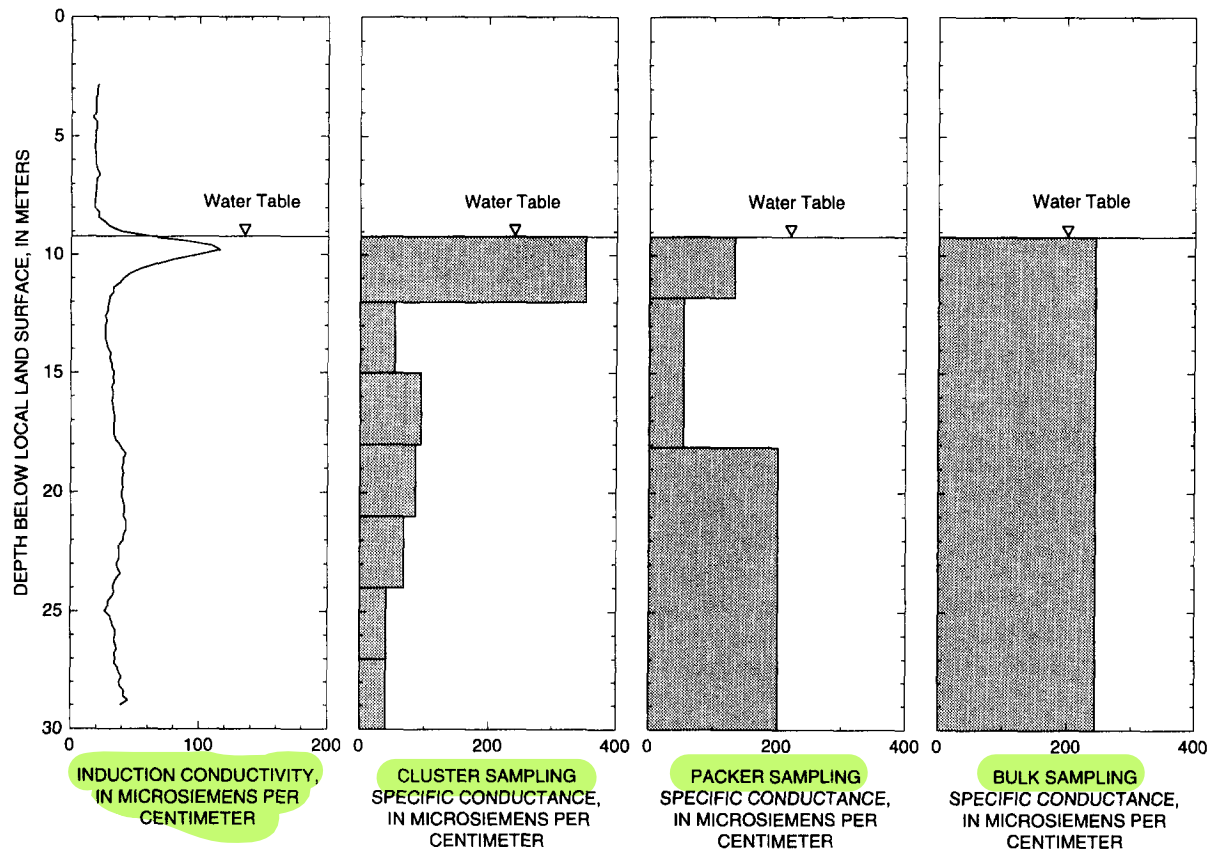 DEPTH BELOW LOCAL LAND SURFACE, IN METERS
0
5
10
15
20
25
30
Water Table
0
100
200
INDUCTION CONDUCTIVITY,
IN MICROSIEMENS PER
CENTIMETER
Water Table
0
200
400
CLUSTER SAMPLING
SPECIFIC CONDUCTANCE,
IN MICROSIEMENS PER
CENTIMETER
Water Table
0
200
400
PACKER SAMPLING
SPECIFIC CONDUCTANCE,
IN MICROSIEMENS PER
CENTIMETER
Water Table
0
200
400
BULK SAMPLING
SPECIFIC CONDUCTANCE,
IN MICROSIEMENS PER
CENTIMETER